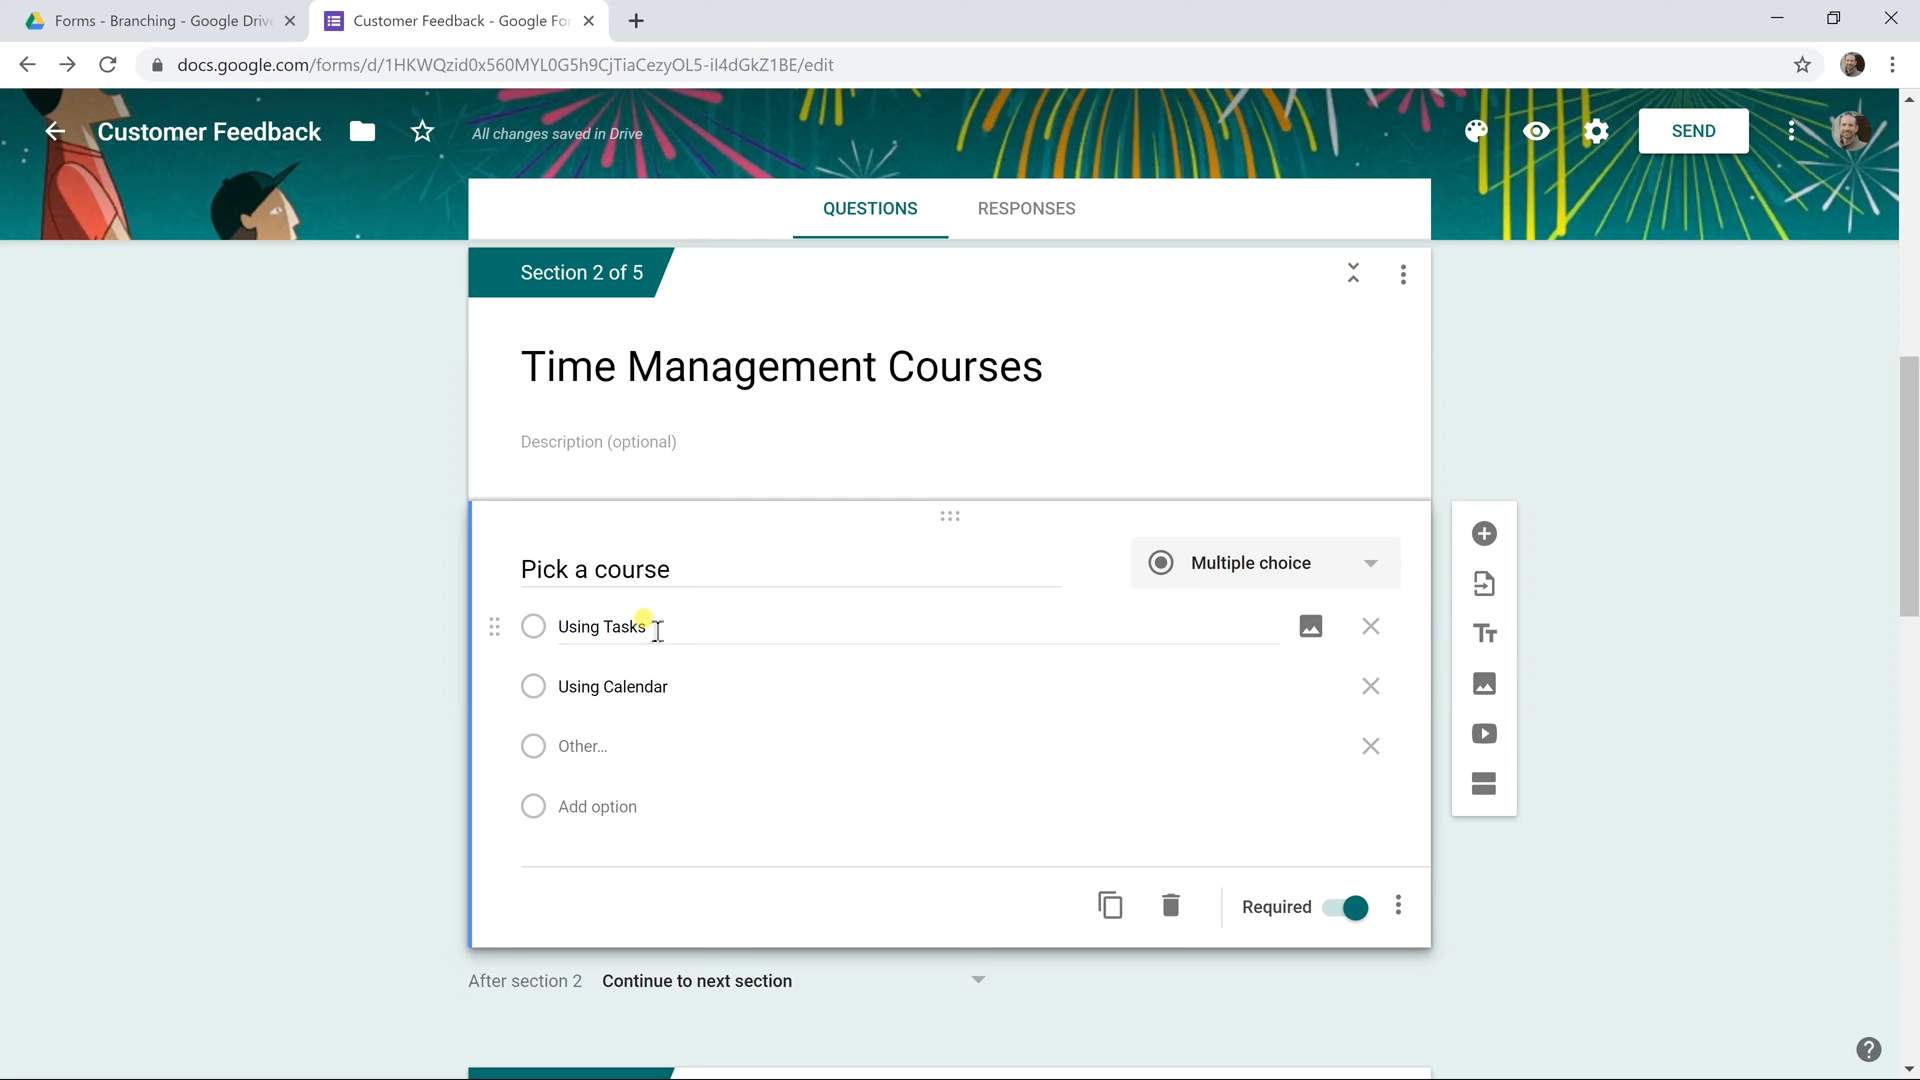 Forms - Branching - Google Drive
Customer Feedback - Google For
docs.google.com/forms/d/1HKWQzid0x560MYL0G5h9CjTiaCezyOL5-iI4dGkZ1BE/edit
Customer Feedback
All changes saved in Drive
SEND
QUESTIONS
RESPONSES
Section 2 of 5
Time Management Courses
Description (optional)
Pick a course
Multiple choice
Using Tasks
Using Calendar
Other...
Add option
Required
After section 2 Continue to next section